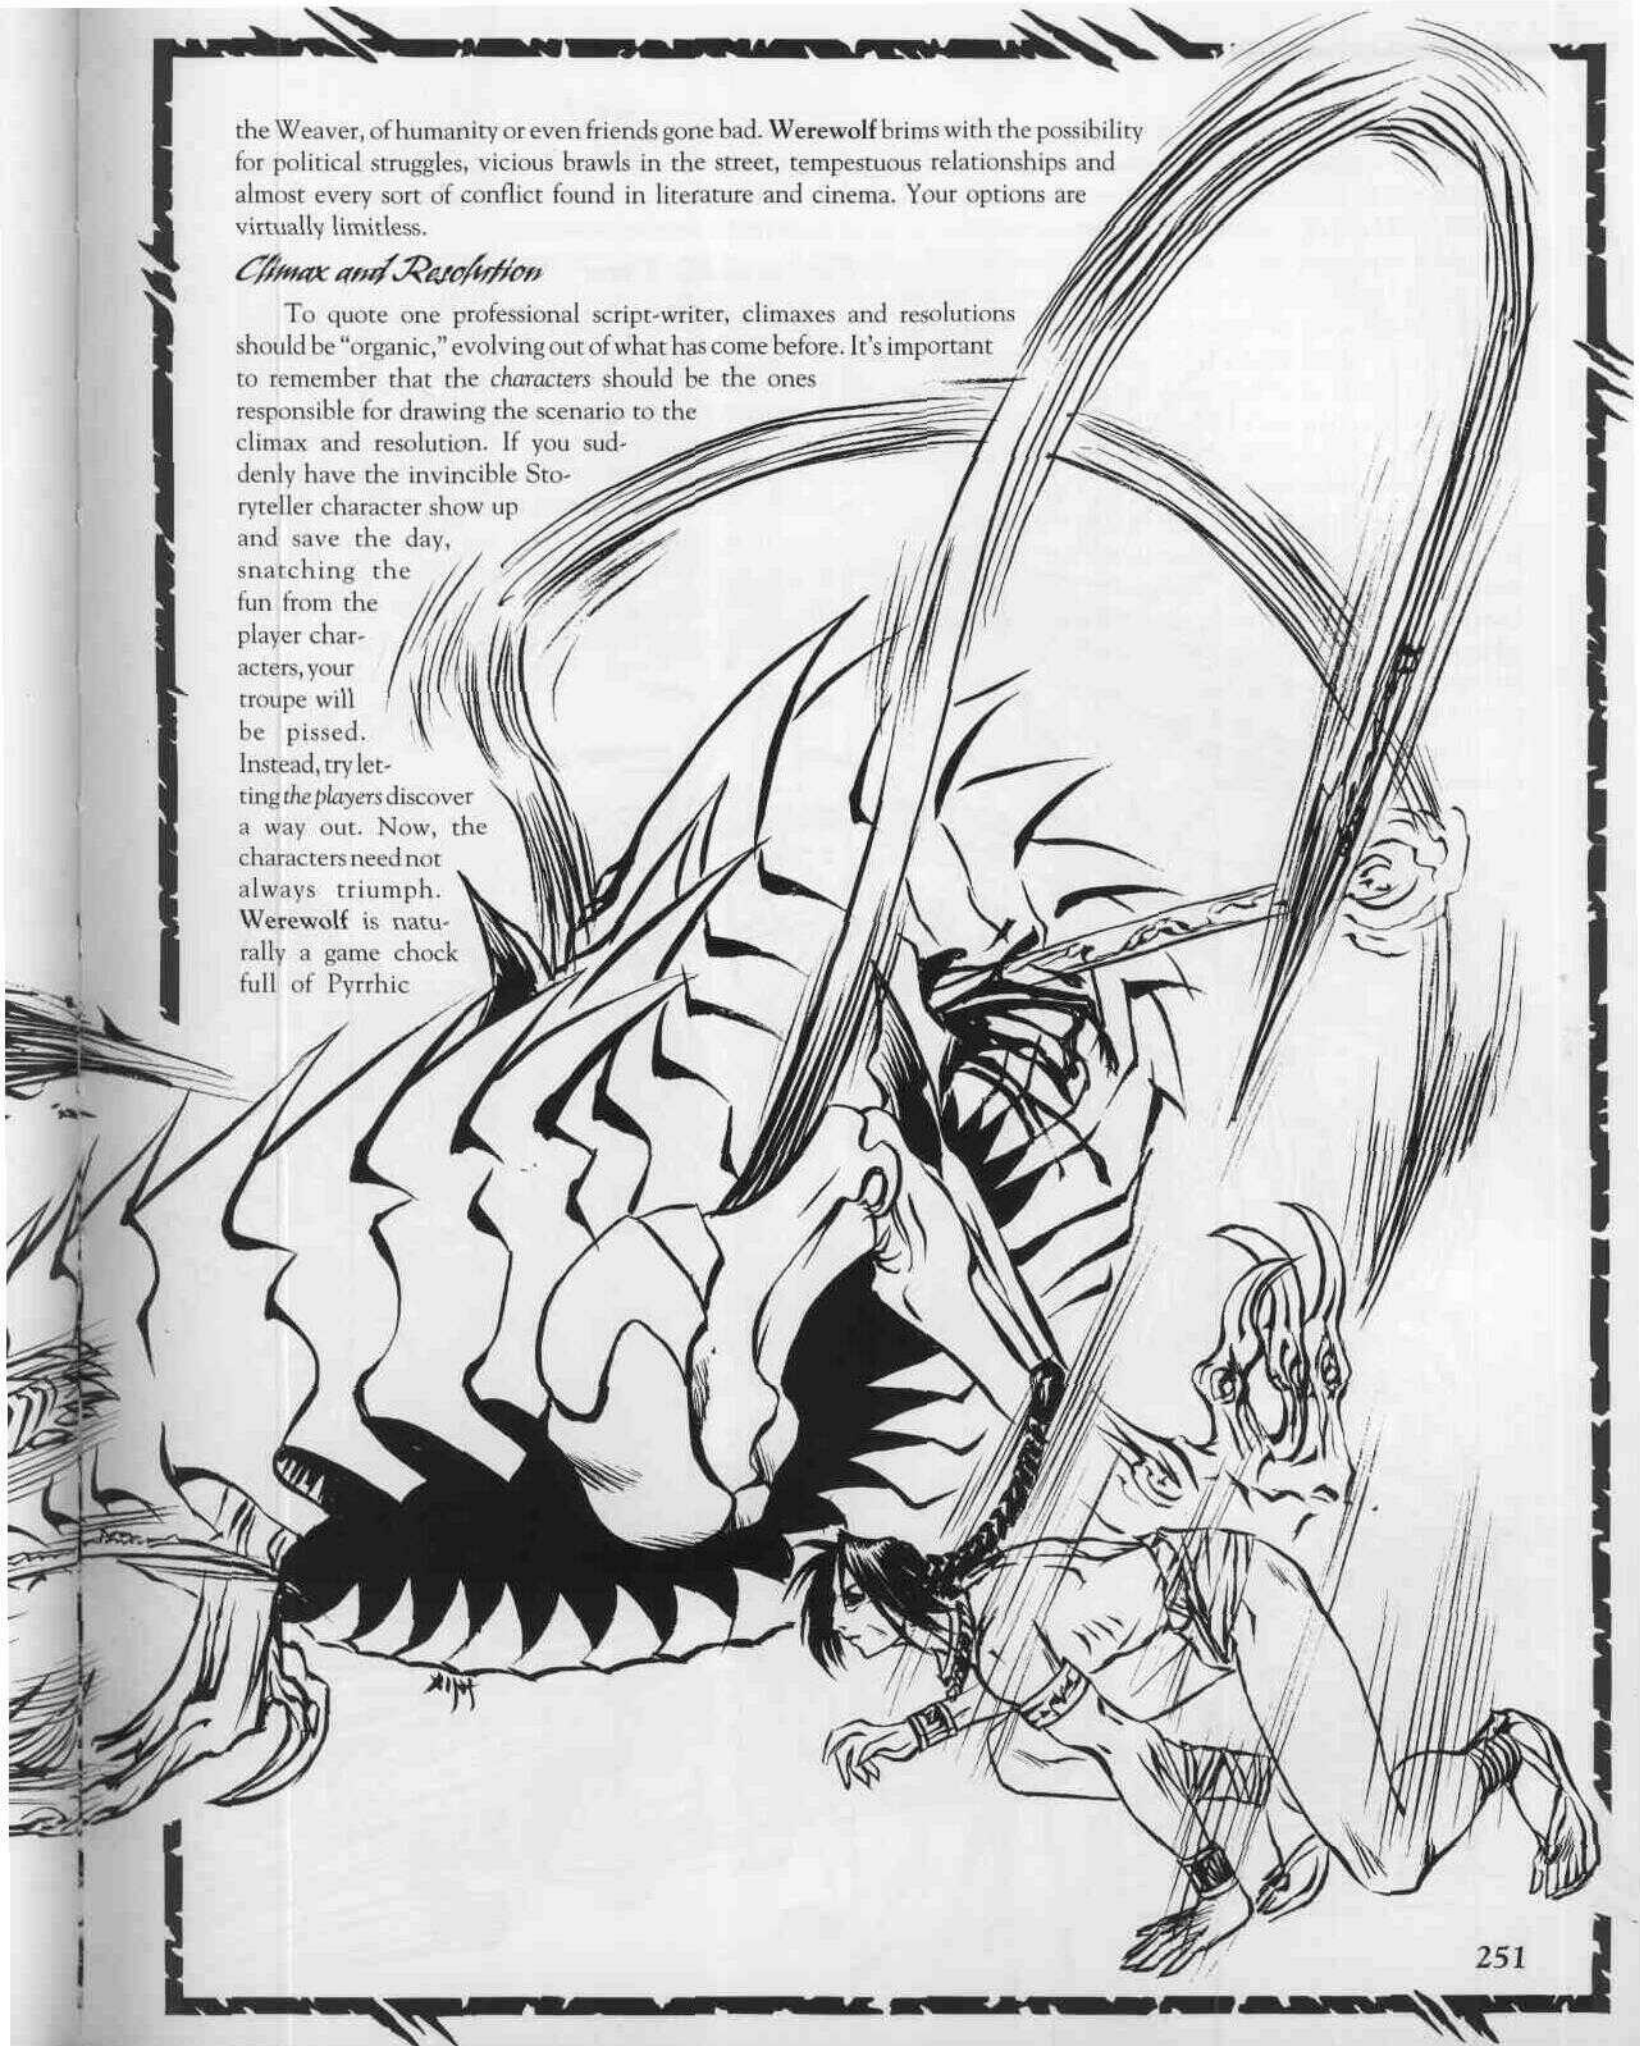 the Weaver, of humanity or even friends gone bad. Werewolf brims with the possibility
for political struggles, vicious brawls in the street, tempestuous relationships and
almost every sort of conflict found in literature and cinema. Your options are
virtually limitless.
Climax and Resolution
To quote one professional script-writer, climaxes and resolutions
should be "organic," evolving out of what has come before. It's important
to remember that the characters should be the ones
responsible for drawing the scenario to the
climax and resolution. If you sud-
denly have the invincible Sto-
ryteller character show up
and save the day,
snatching the
fun from the
player char-
acters, your
troupe will
be pissed.
Instead, try let-
ting the players discover
a way out. Now, the
characters need not
always triumph.
Werewolf is natu-
rally a game chock
full of Pyrrhic
251